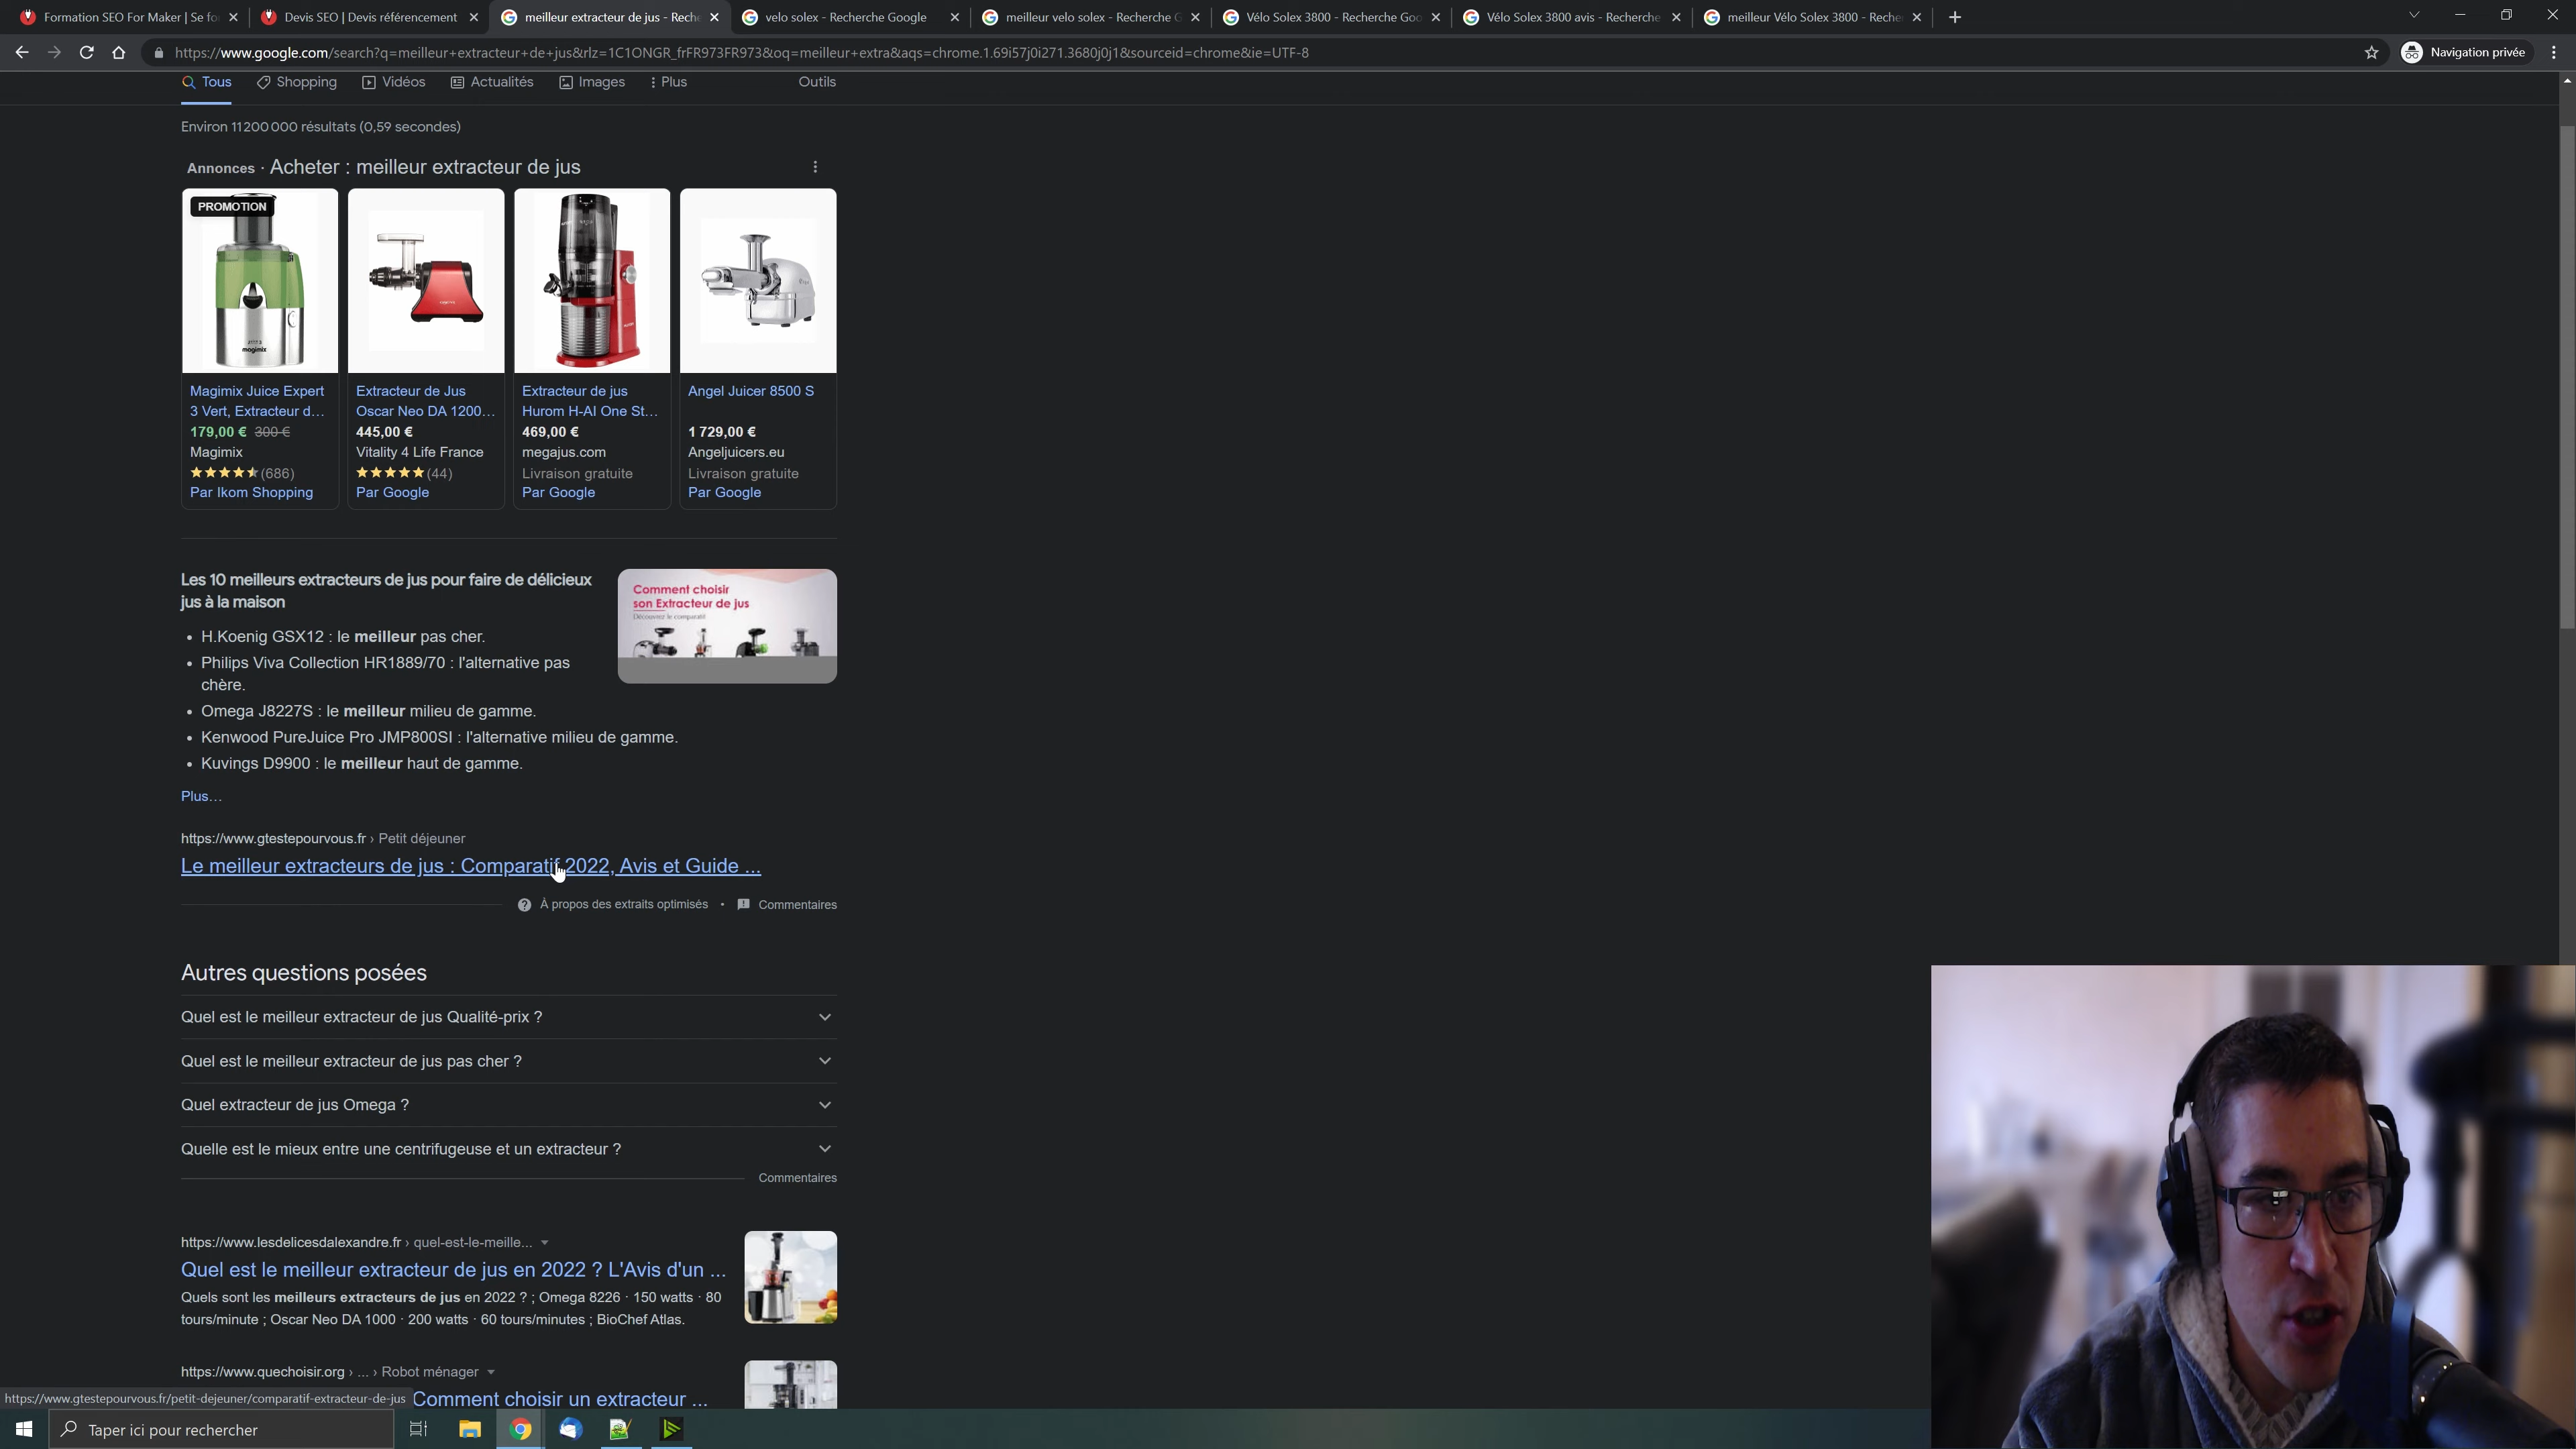 Formation SEO For Maker | Se fo
Devis SEO | Devis référencement
meilleur extracteur de jus - Rech
velo solex - Recherche Google
meilleur velo solex - Recherche G
Vélo Solex 3800 - Recherche Goo
Vélo Solex 3800 avis - Recherche
meilleur Vélo Solex 3800 - Reche
https://www.google.com/search?q=meilleur+extracteur+de+jus&rlz=1C1ONGR_frFR973FR973&oq=meilleur+extra&aqs=chrome.1.69i57j0i271.3680j0j1&sourceid=chrome&ie=UTF-8
Navigation privée
Tous
Shopping
Vidéos
Actualités
Images
Plus
Outils
Environ 11 200 000 résultats (0,59 secondes)
Annonces · Acheter : meilleur extracteur de jus
PROMOTION
magimix
Magimix Juice Expert
3 Vert, Extracteur d...
179,00 € 300 €
Magimix
(686)
Par Ikom Shopping
Extracteur de Jus
Oscar Neo DA 1200...
445,00 €
Vitality 4 Life France
(44)
Par Google
Extracteur de jus
Hurom H-AI One St...
469,00 €
megajus.com
Livraison gratuite
Par Google
Angel Juicer 8500 S
1 729,00 €
Angeljuicers.eu
Livraison gratuite
Par Google
Les 10 meilleurs extracteurs de jus pour faire de délicieux
jus à la maison
Comment choisir
son Extracteur de jus
Découvrez le comparatif
• H.Koenig GSX12 : le meilleur pas cher.
• Philips Viva Collection HR1889/70 : l'alternative pas
chère.
• Omega J8227S : le meilleur milieu de gamme.
• Kenwood PureJuice Pro JMP800SI : l'alternative milieu de gamme.
• Kuvings D9900 : le meilleur haut de gamme.
Plus...
https://www.gtestepourvous.fr › Petit déjeuner
Le meilleur extracteurs de jus : Comparatif 2022, Avis et Guide ...
À propos des extraits optimisés • Commentaires
Autres questions posées
Quel est le meilleur extracteur de jus Qualité-prix ?
Quel est le meilleur extracteur de jus pas cher ?
Quel extracteur de jus Omega ?
Quelle est le mieux entre une centrifugeuse et un extracteur ?
Commentaires
https://www.lesdelicesdalexandre.fr › quel-est-le-meille...
Quel est le meilleur extracteur de jus en 2022 ? L'Avis d'un ...
Quels sont les meilleurs extracteurs de jus en 2022 ? ; Omega 8226 · 150 watts · 80
tours/minute ; Oscar Neo DA 1000 · 200 watts · 60 tours/minutes ; BioChef Atlas.
https://www.quechoisir.org › ... › Robot ménager
Comment choisir un extracteur ...
https://www.gtestepourvous.fr/petit-dejeuner/comparatif-extracteur-de-jus
Taper ici pour rechercher